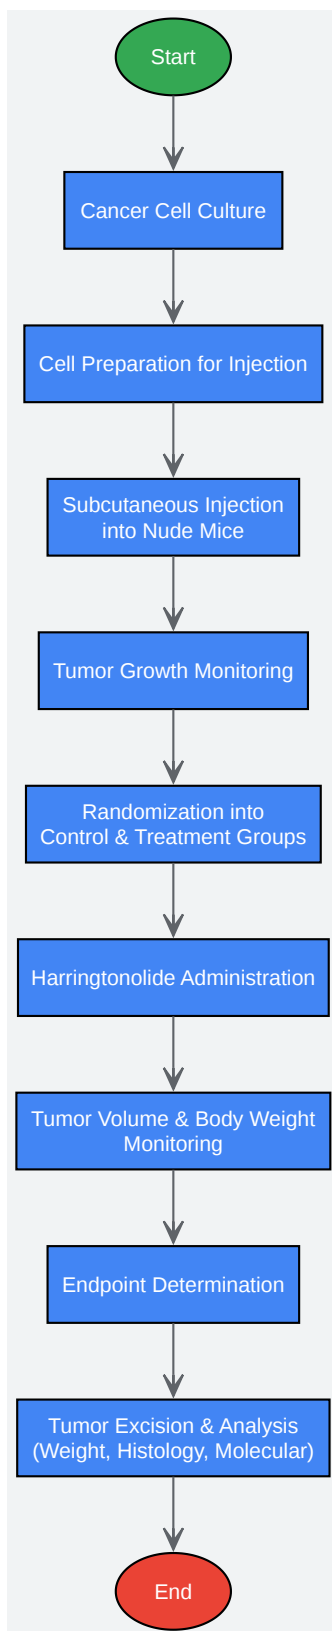 Start
Cancer Cell Culture
Cell Preparation for Injection
Subcutaneous Injection
into Nude Mice
Tumor Growth Monitoring
Randomization into
Control & Treatment Groups
Harringtonolide Administration
Tumor Volume & Body Weight
Monitoring
Endpoint Determination
Tumor Excision & Analysis
(Weight, Histology, Molecular)
End